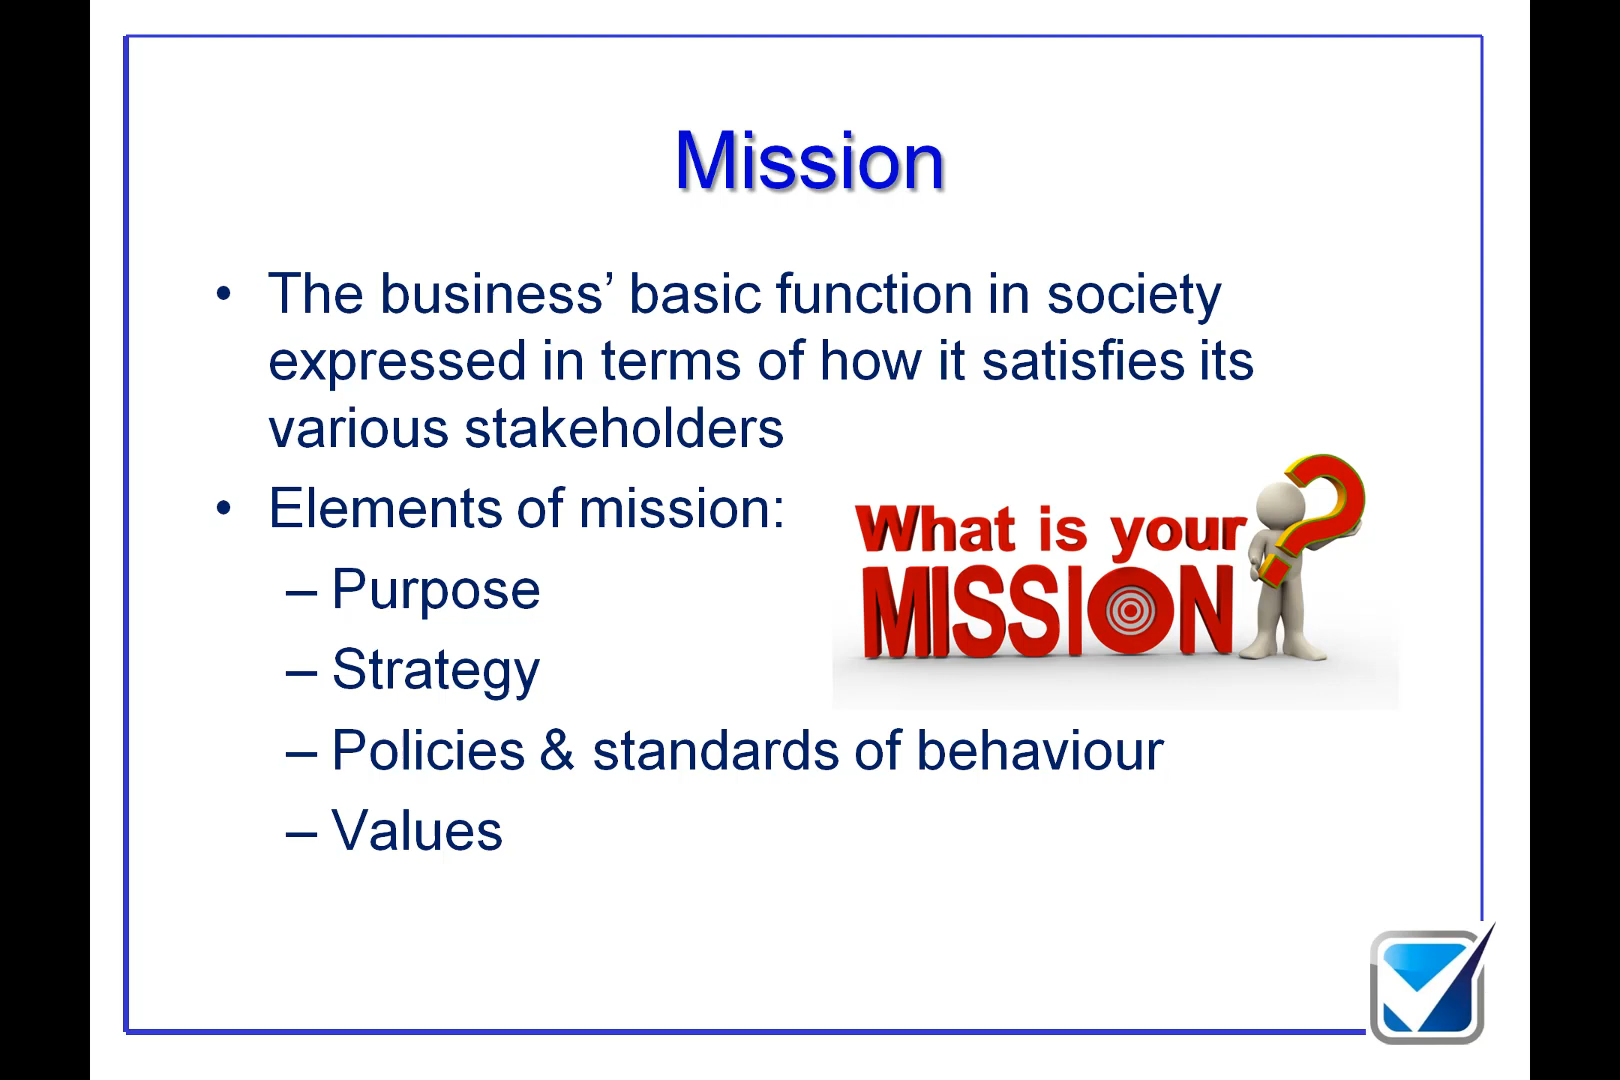 Mission
• The business’ basic function in society
expressed in terms of how it satisfies its
various stakeholders
• Elements of mission:
– Purpose
– Strategy
– Policies & standards of behaviour
– Values
What is your
MISSION?